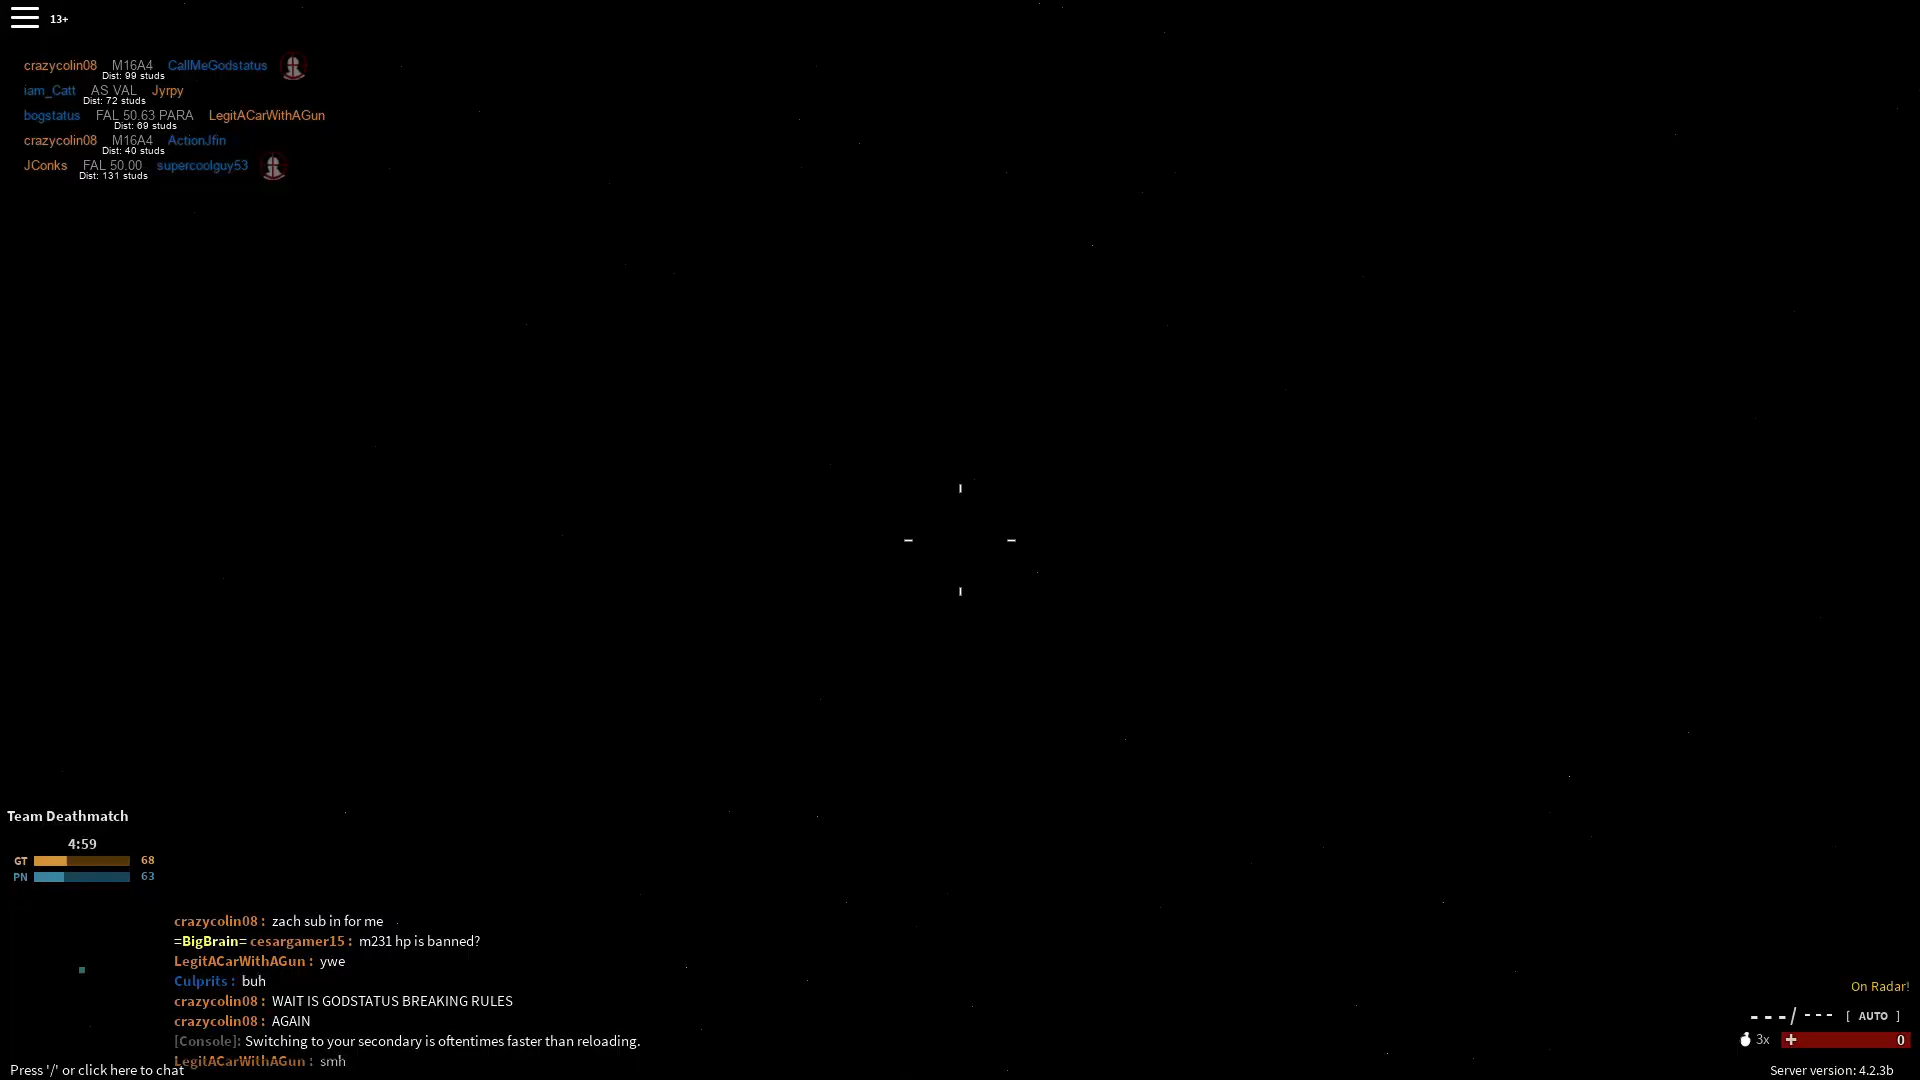 13+
crazycolin08 M16A4 CallMeGodstatus
Dist: 99 studs
iam_Catt AS VAL Jyrpy
Dist: 72 studs
bogstatus FAL 50.63 PARA LegitACarWithAGun
Dist: 69 studs
crazycolin08 M16A4 ActionJfin
Dist: 40 studs
JConks FAL 50.00 supercoolguy53
Dist: 131 studs
Team Deathmatch
4:59
GT 68
PN 63
crazycolin08 : zach sub in for me
=BigBrain= cesargamer15 : m231 hp is banned?
LegitACarWithAGun : ywe
Culprits : buh
crazycolin08 : WAIT IS GODSTATUS BREAKING RULES
crazycolin08 : AGAIN
[Console]: Switching to your secondary is oftentimes faster than reloading.
LegitACarWithAGun : smh
Press '/' or click here to chat
On Radar!
---/--- [ AUTO ]
3x + 0
Server version: 4.2.3b